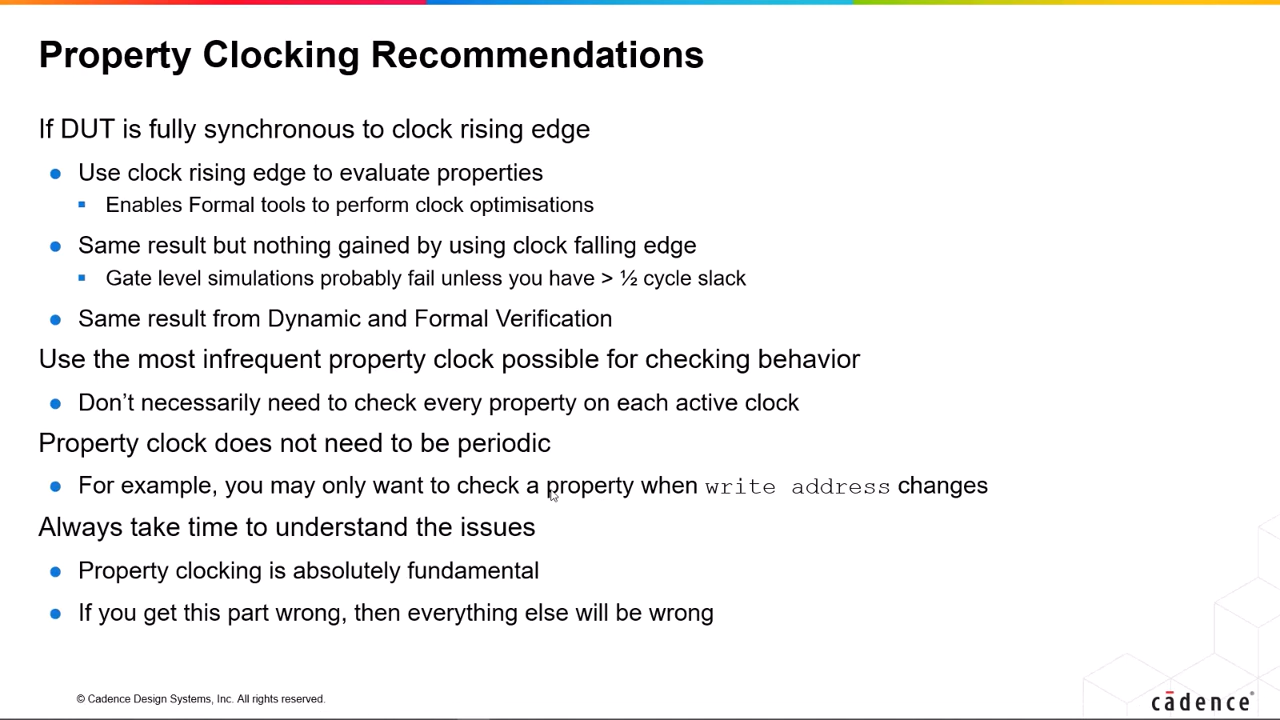 Property Clocking Recommendations
If DUT is fully synchronous to clock rising edge
● Use clock rising edge to evaluate properties
▪ Enables Formal tools to perform clock optimisations
● Same result but nothing gained by using clock falling edge
▪ Gate level simulations probably fail unless you have > ½ cycle slack
● Same result from Dynamic and Formal Verification
Use the most infrequent property clock possible for checking behavior
● Don’t necessarily need to check every property on each active clock
Property clock does not need to be periodic
● For example, you may only want to check a property when write address changes
Always take time to understand the issues
● Property clocking is absolutely fundamental
● If you get this part wrong, then everything else will be wrong
© Cadence Design Systems, Inc. All rights reserved.
cādence®